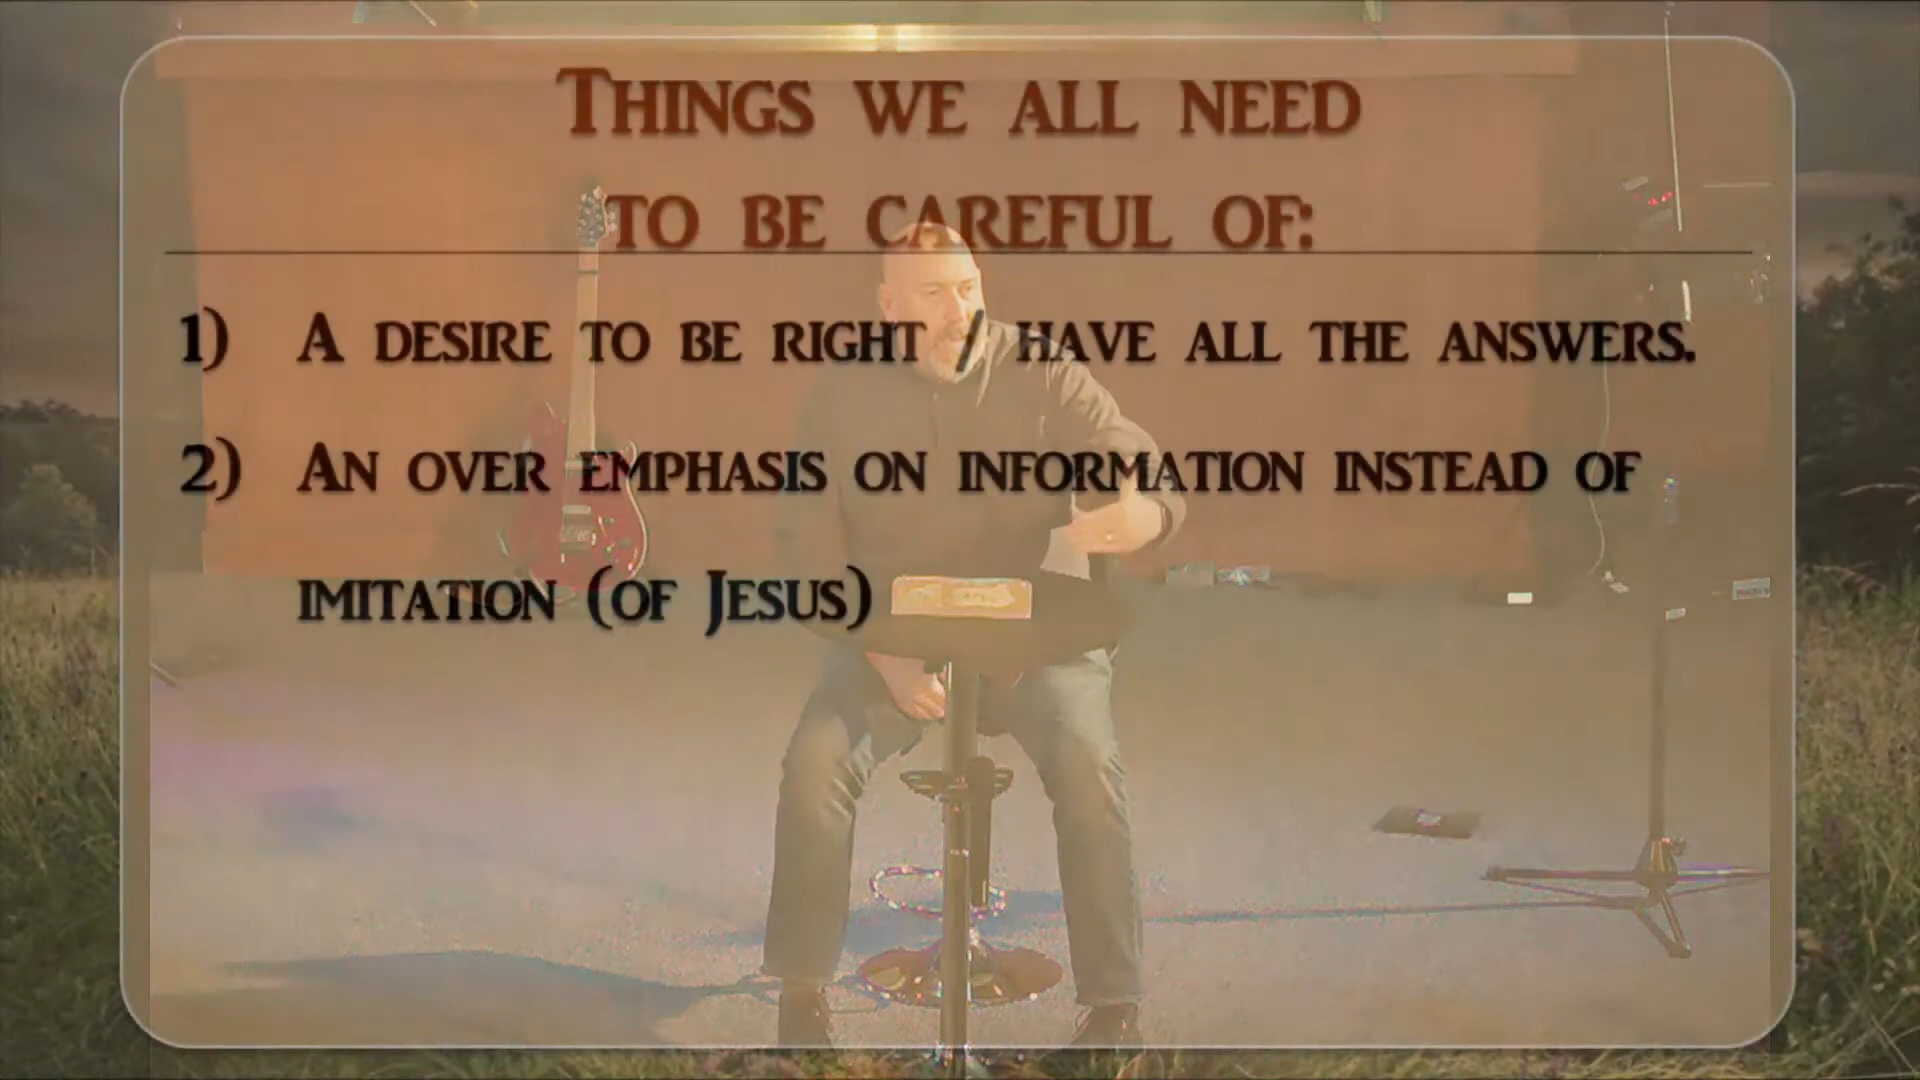 Things we all need
to be careful of:
1) A desire to be right / have all the answers.
2) An over emphasis on information instead of
imitation (of Jesus)